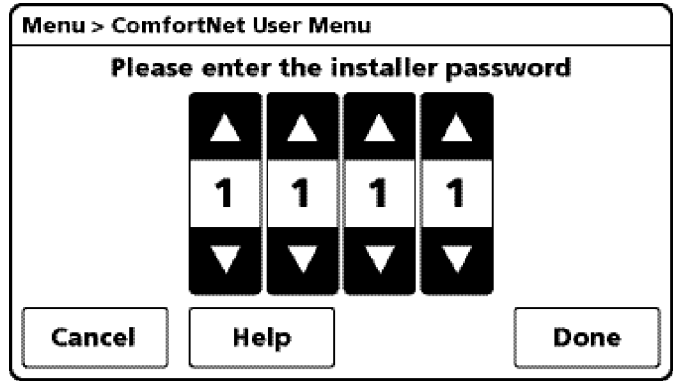 Menu > ComfortNet User Menu
Please enter the installer password
1 1 1 1
Cancel Help Done